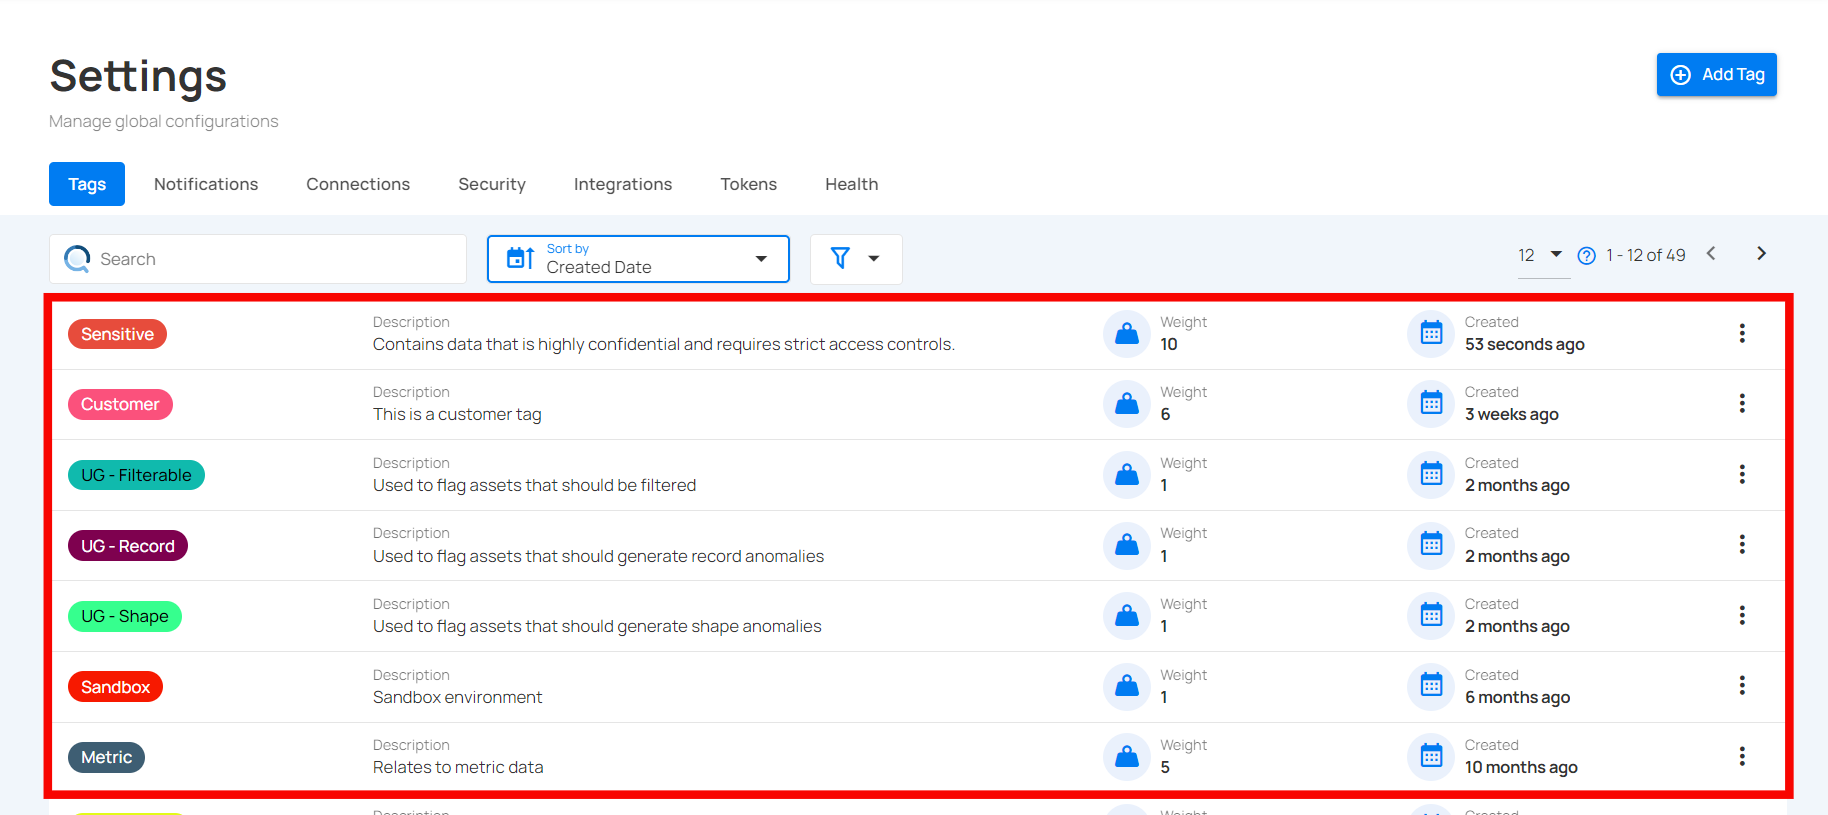 Settings
Add Tag
Manage global configurations
Tags Notifications Connections Security Integrations Tokens Health
Search
Sort by
Created Date
12 1 - 12 of 49
Sensitive
Description
Contains data that is highly confidential and requires strict access controls.
Weight
10
Created
53 seconds ago
Customer
Description
This is a customer tag
Weight
6
Created
3 weeks ago
UG - Filterable
Description
Used to flag assets that should be filtered
Weight
1
Created
2 months ago
UG - Record
Description
Used to flag assets that should generate record anomalies
Weight
1
Created
2 months ago
UG - Shape
Description
Used to flag assets that should generate shape anomalies
Weight
1
Created
2 months ago
Sandbox
Description
Sandbox environment
Weight
1
Created
6 months ago
Metric
Description
Relates to metric data
Weight
5
Created
10 months ago
Description
Weight
Created